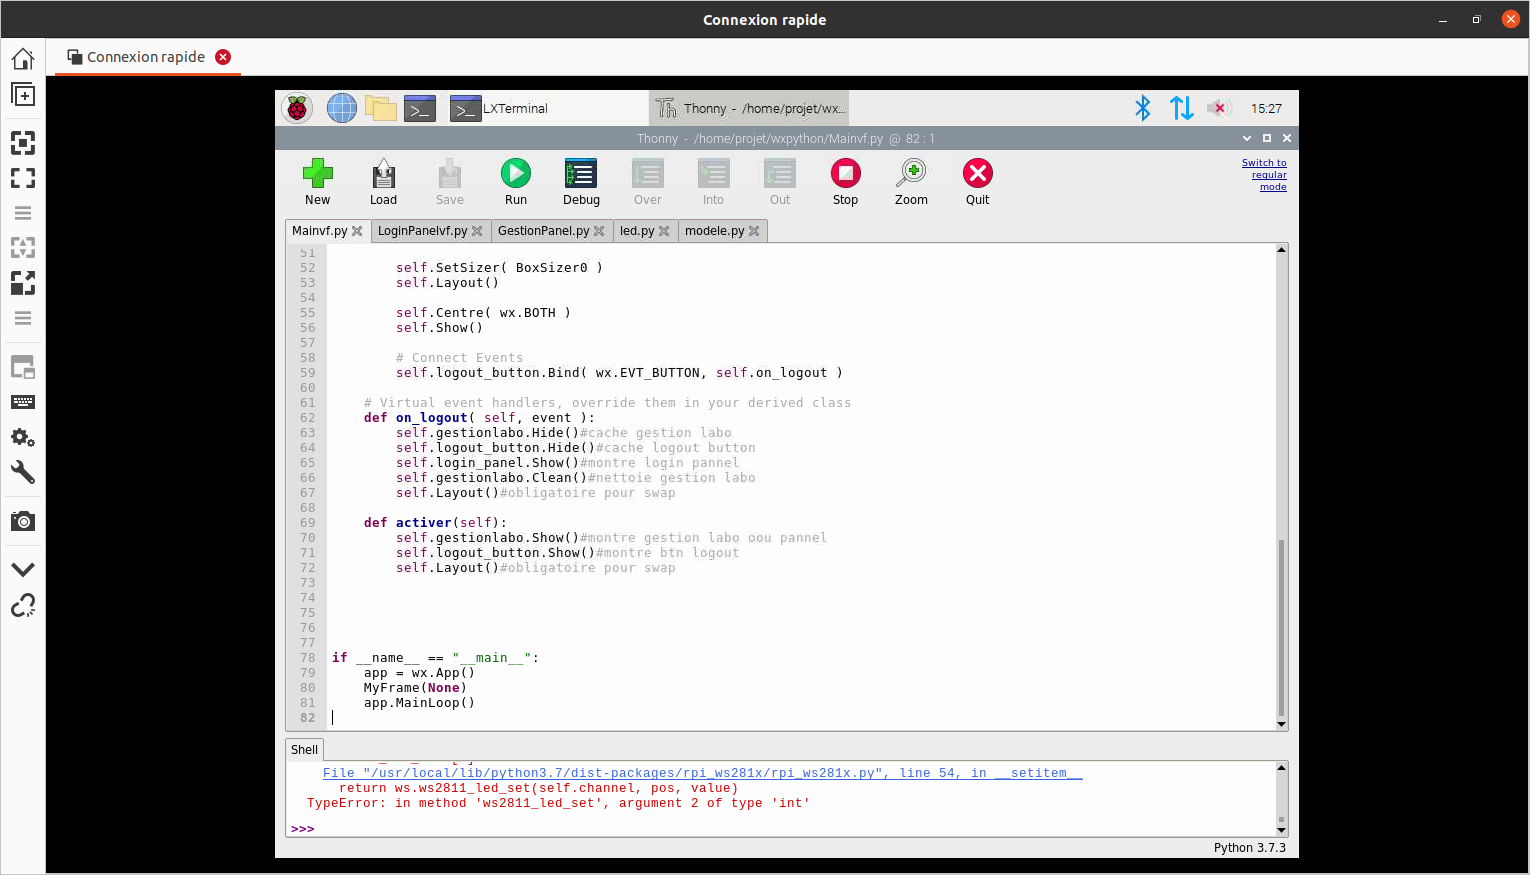 Connexion rapide
Connexion rapide
LXTerminal
Thonny - /home/projet/wx...
15:27
Thonny - /home/projet/wxpython/Mainvf.py @ 82 : 1
New
Load
Save
Run
Debug
Over
Into
Out
Stop
Zoom
Quit
Switch to
regular
mode
Mainvf.py
LoginPanelvf.py
GestionPanel.py
led.py
modele.py
51
52         self.SetSizer( BoxSizer0 )
53         self.Layout()
54
55         self.Centre( wx.BOTH )
56         self.Show()
57
58         # Connect Events
59         self.logout_button.Bind( wx.EVT_BUTTON, self.on_logout )
60
61     # Virtual event handlers, override them in your derived class
62     def on_logout( self, event ):
63         self.gestionlabo.Hide()#cache gestion labo
64         self.logout_button.Hide()#cache logout button
65         self.login_panel.Show()#montre login pannel
66         self.gestionlabo.Clean()#nettoie gestion labo
67         self.Layout()#obligatoire pour swap
68
69     def activer(self):
70         self.gestionlabo.Show()#montre gestion labo oou pannel
71         self.logout_button.Show()#montre btn logout
72         self.Layout()#obligatoire pour swap
73
74
75
76
77
78 if __name__ == "__main__":
79     app = wx.App()
80     MyFrame(None)
81     app.MainLoop()
82
Shell
File "/usr/local/lib/python3.7/dist-packages/rpi_ws281x/rpi_ws281x.py", line 54, in __setitem__
return ws.ws2811_led_set(self.channel, pos, value)
TypeError: in method 'ws2811_led_set', argument 2 of type 'int'
>>>
Python 3.7.3